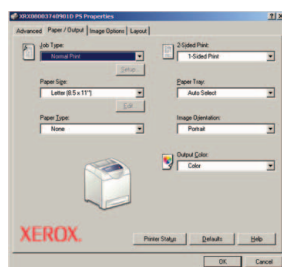 XRX0000374D901D-PS Properties
Advanced
Paper / Output
Image Options
Layout
Job Type:
Normal Print
Setup...
Paper Size:
Letter (8.5 x 11")
Edit...
Paper Type:
None
2-Sided Print:
1-Sided Print
Paper Tray:
Auto Select
Image Orientation:
Portrait
Output Color:
Color
XEROX.
Printer Status
Defaults
Help
OK
Cancel